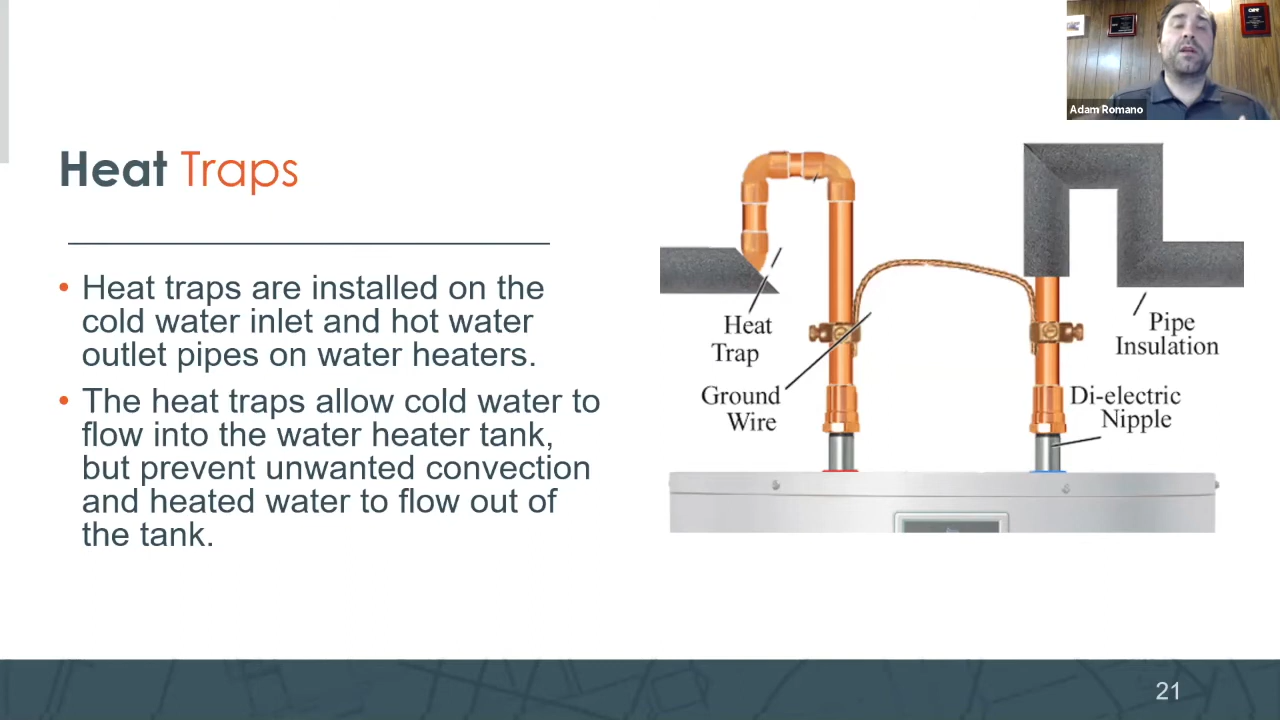 Adam Romano
Heat Traps
• Heat traps are installed on the
cold water inlet and hot water
outlet pipes on water heaters.
• The heat traps allow cold water to
flow into the water heater tank,
but prevent unwanted convection
and heated water to flow out of
the tank.
Heat
Trap
Ground
Wire
Pipe
Insulation
Di-electric
Nipple
21